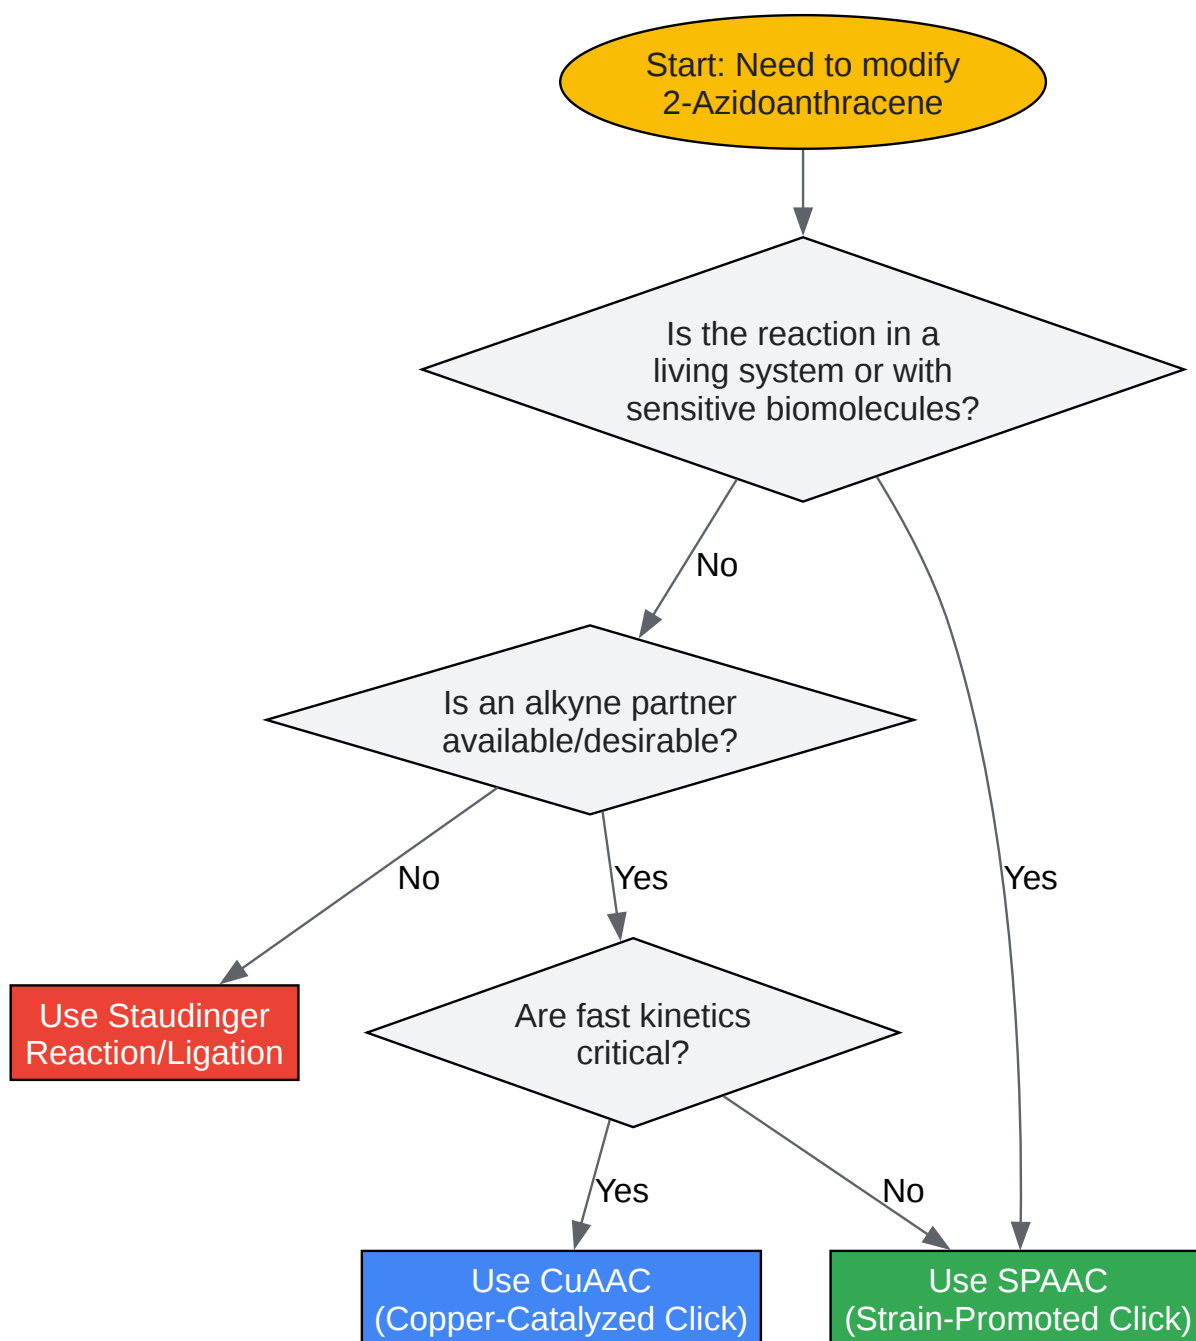 Start: Need to modify
2-Azidoanthracene
Is the reaction in a
living system or with
sensitive biomolecules?
No
Is an alkyne partner
available/desirable?
No
Yes
Yes
Use Staudinger
Reaction/Ligation
Are fast kinetics
critical?
Yes
No
Use CuAAC
(Copper-Catalyzed Click)
Use SPAAC
(Strain-Promoted Click)